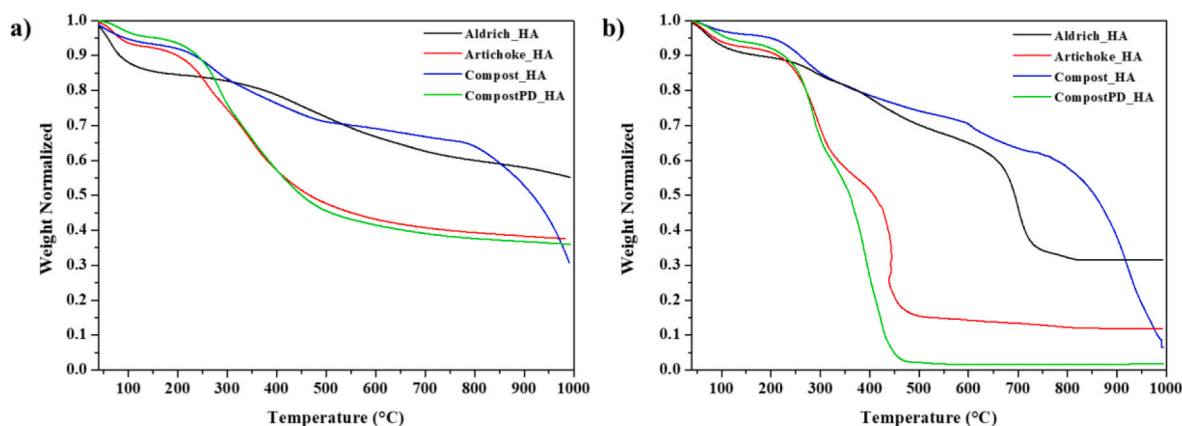 a)
Weight Normalized
1.0
0.9
0.8
0.7
0.6
0.5
0.4
0.3
0.2
0.1
0.0
Aldrich_HA
Artichoke_HA
Compost_HA
CompostPD_HA
100 200 300 400 500 600 700 800 900 1000
Temperature (°C)
b)
Weight Normalized
1.0
0.9
0.8
0.7
0.6
0.5
0.4
0.3
0.2
0.1
0.0
Aldrich_HA
Artichoke_HA
Compost_HA
CompostPD_HA
100 200 300 400 500 600 700 800 900 1000
Temperature (°C)